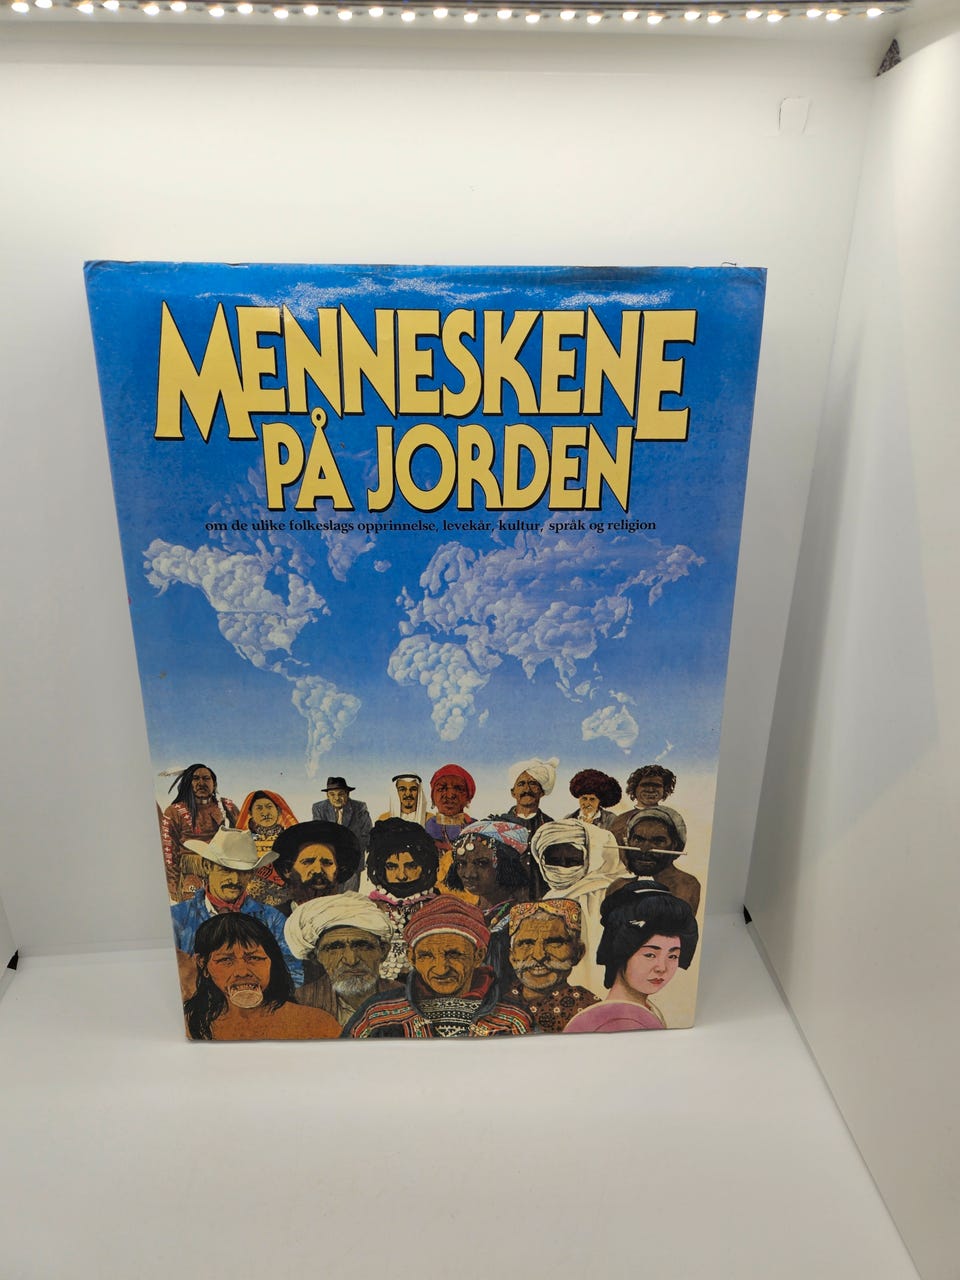 MENNESKENE
PÅ JORDEN
om de ulike folkeslags opprinnelse, levekår, kultur, språk og religion